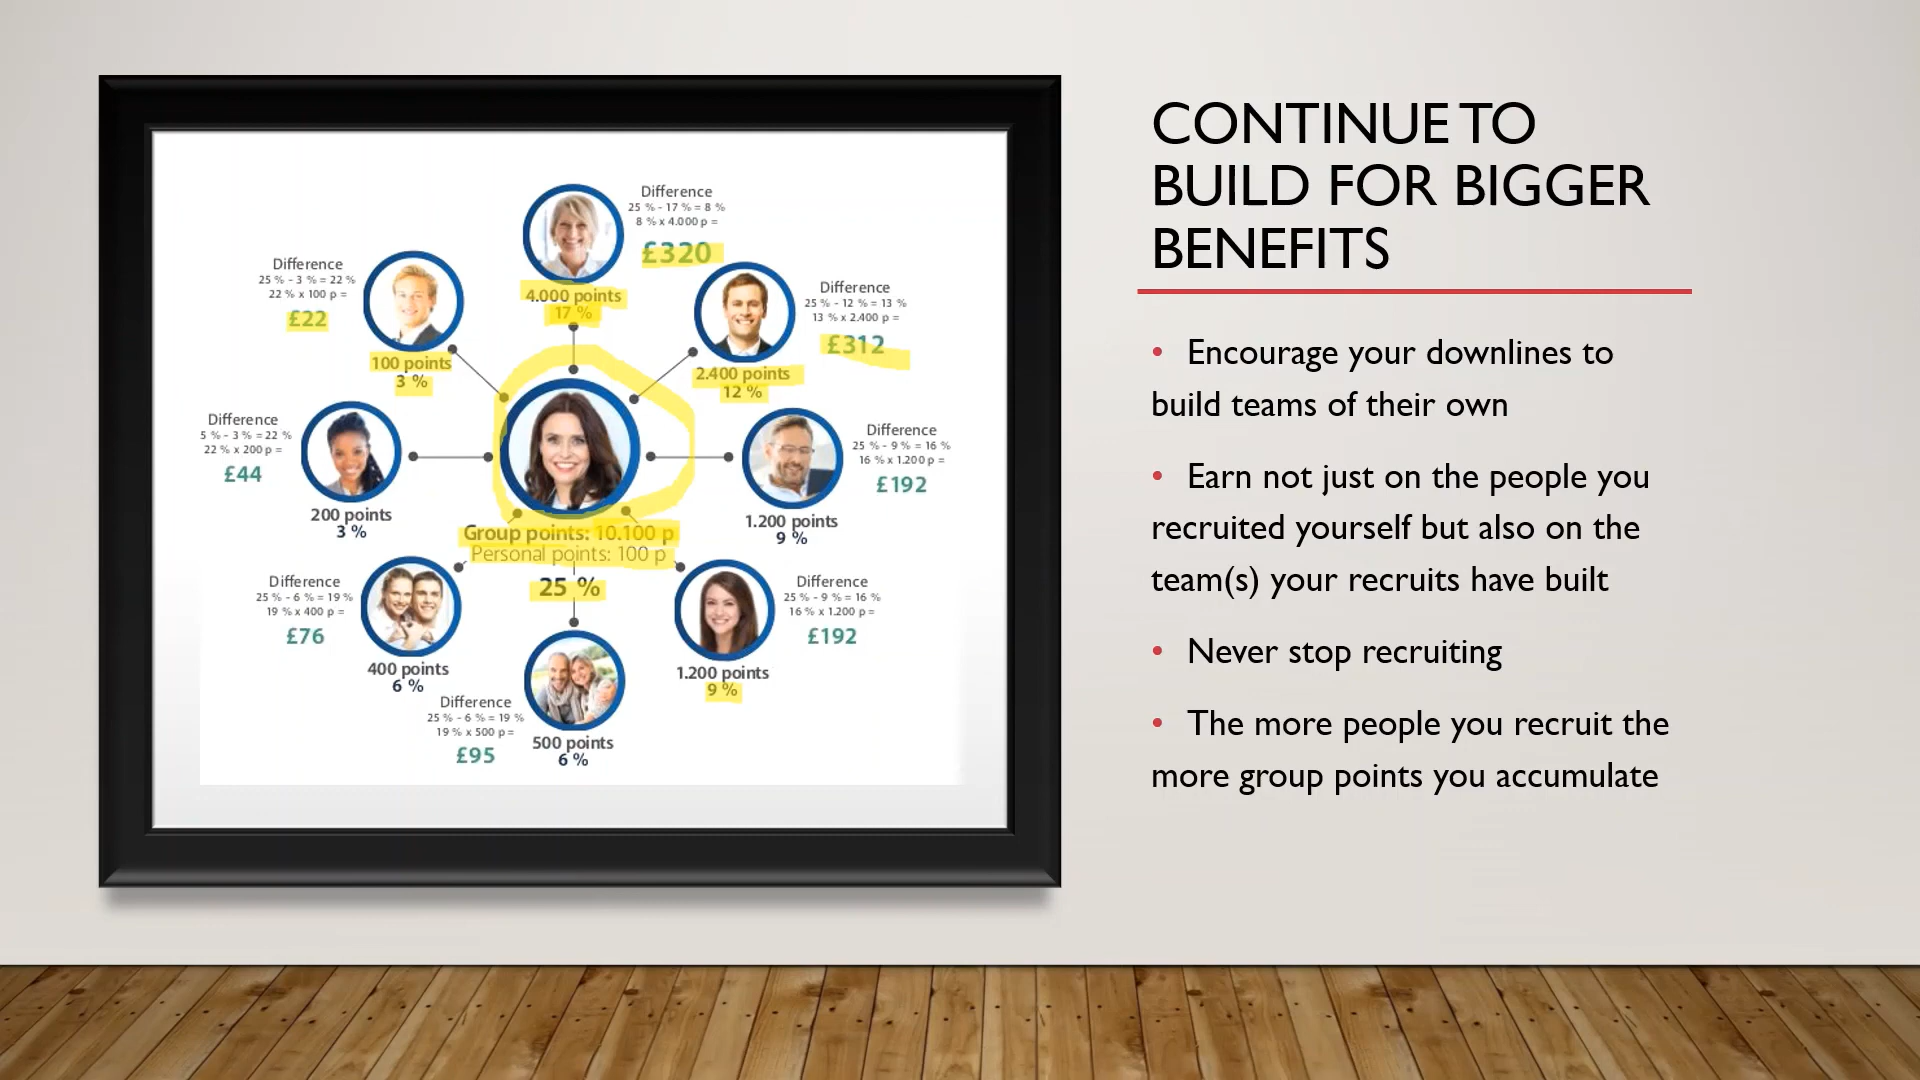 CONTINUE TO
BUILD FOR BIGGER
BENEFITS
• Encourage your downlines to
build teams of their own
• Earn not just on the people you
recruited yourself but also on the
team(s) your recruits have built
• Never stop recruiting
• The more people you recruit the
more group points you accumulate
Difference
25 % - 17 % = 8 %
8 % x 4.000 p =
£320
4.000 points
17 %
Difference
25 % - 3 % = 22 %
22 % x 100 p =
£22
100 points
3 %
Difference
25 % - 12 % = 13 %
13 % x 2.400 p =
£312
2.400 points
12 %
Difference
5 % - 3 % = 22 %
22 % x 200 p =
£44
200 points
3 %
Difference
25 % - 9 % = 16 %
16 % x 1.200 p =
£192
1.200 points
9 %
Group points: 10.100 p
Personal points: 100 p
25 %
Difference
25 % - 6 % = 19 %
19 % x 400 p =
£76
400 points
6 %
Difference
25 % - 9 % = 16 %
16 % x 1.200 p =
£192
1.200 points
9 %
Difference
25 % - 6 % = 19 %
19 % x 500 p =
£95
500 points
6 %